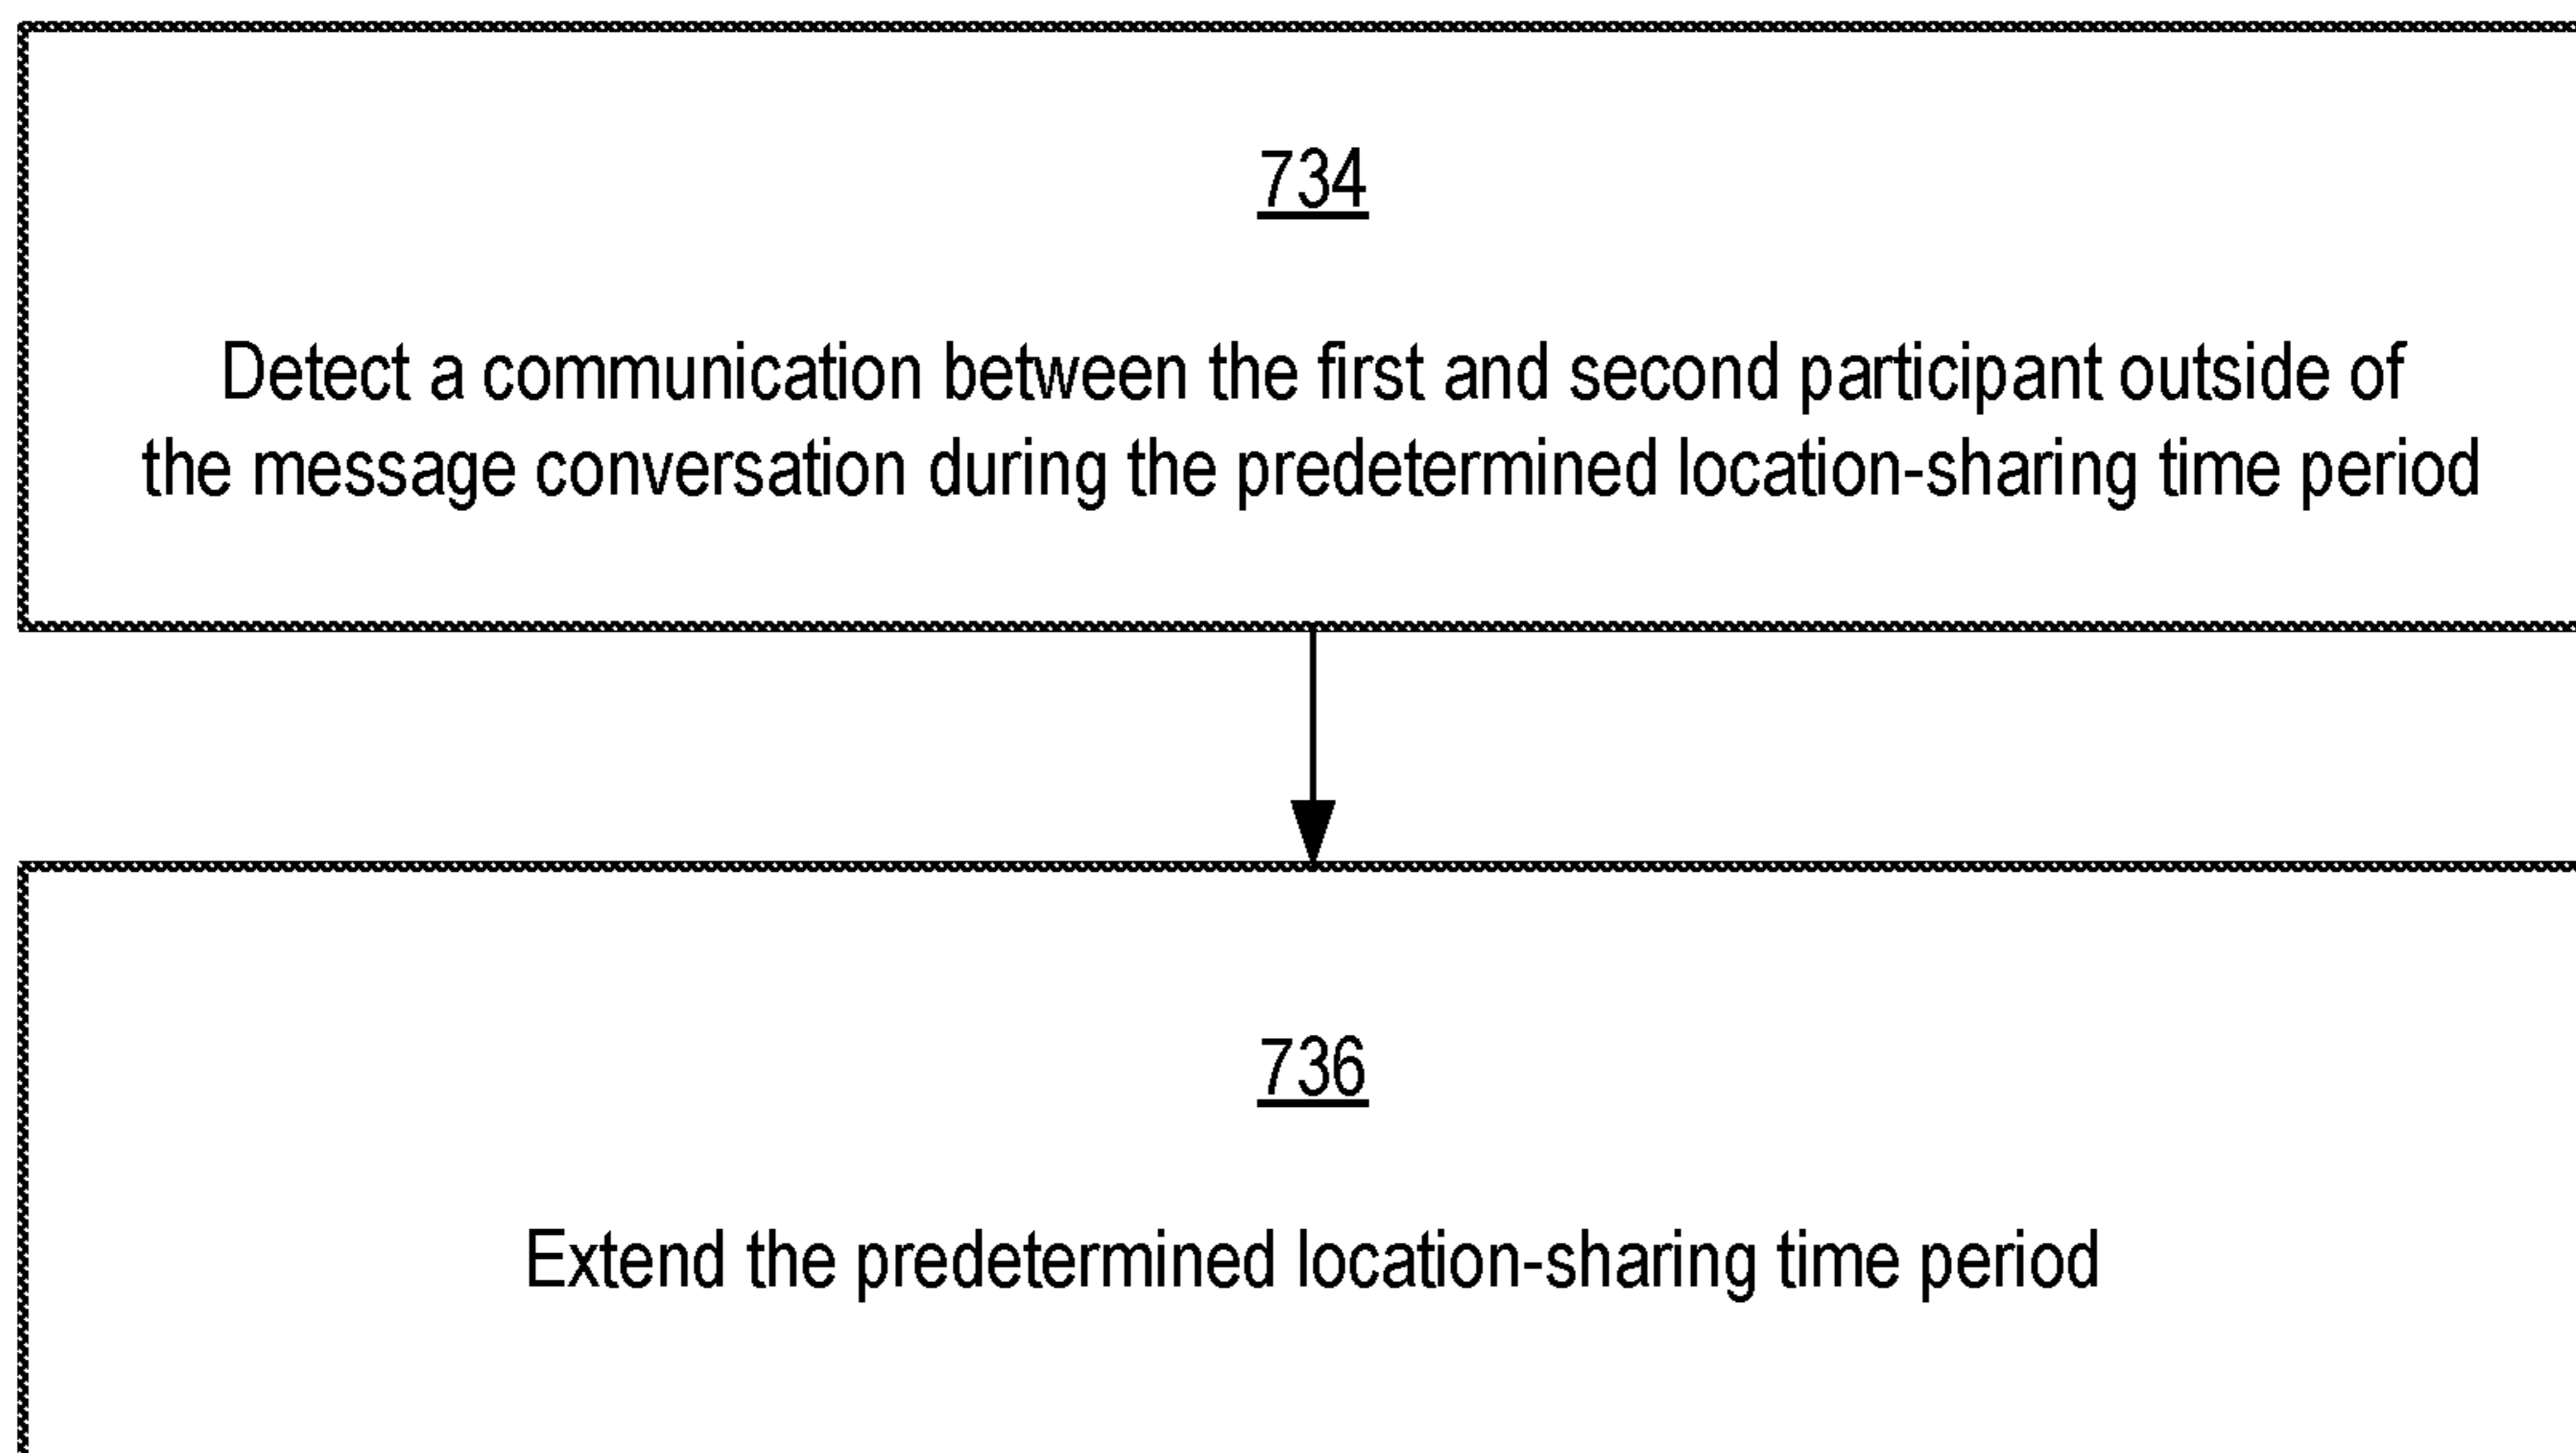 734
Detect a communication between the first and second participant outside of
the message conversation during the predetermined location-sharing time period
736
Extend the predetermined location-sharing time period